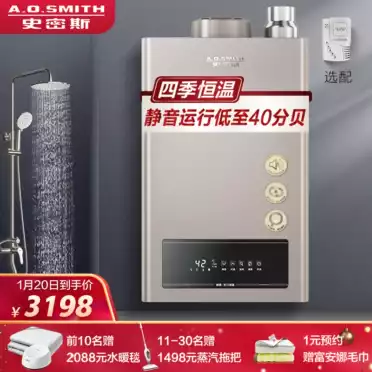 A.O.SMITH
史密斯
选配
A.O.SMITH
四季恒温
静音运行低至40分贝
42
1月20日到手价
¥3198
前10名赠
2088元水暖毯
11-30名赠
1498元蒸汽拖把
1元预约
赠富安娜毛巾